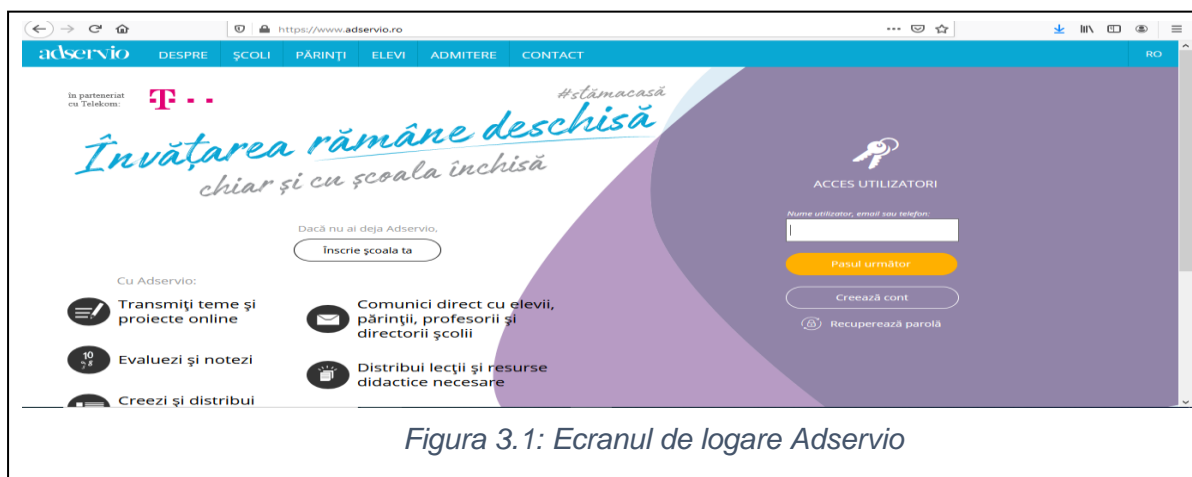 https://www.adservio.ro
adservio DESPRE ŞCOLI PĂRINŢI ELEVI ADMITERE CONTACT RO
în parteneriat
cu Telekom:
T
#stămacasă
Învăţarea rămâne deschisă
chiar şi cu şcoala închisă
Dacă nu ai deja Adservio,
Înscrie şcoala ta
Cu Adservio:
Transmiţi teme şi
proiecte online
Evaluezi şi notezi
Creezi şi distribui
Comunici direct cu elevii,
părinţii, profesorii şi
directorii şcolii
Distribui lecţii şi resurse
didactice necesare
ACCES UTILIZATORI
Nume utilizator, email sau telefon:
Pasul următor
Creează cont
Recuperează parolă
Figura 3.1: Ecranul de logare Adservio